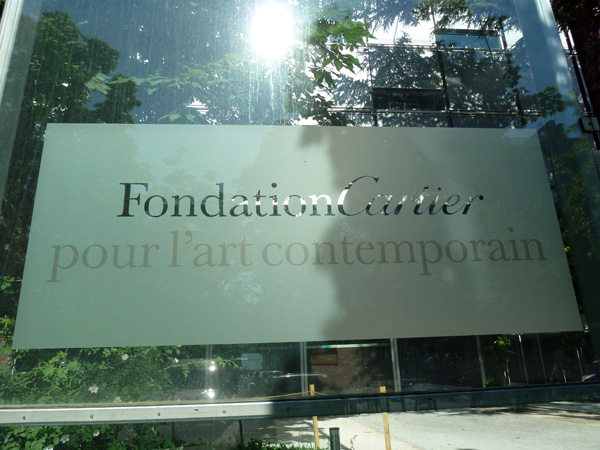 FondationCartier
pour l'art contemporain